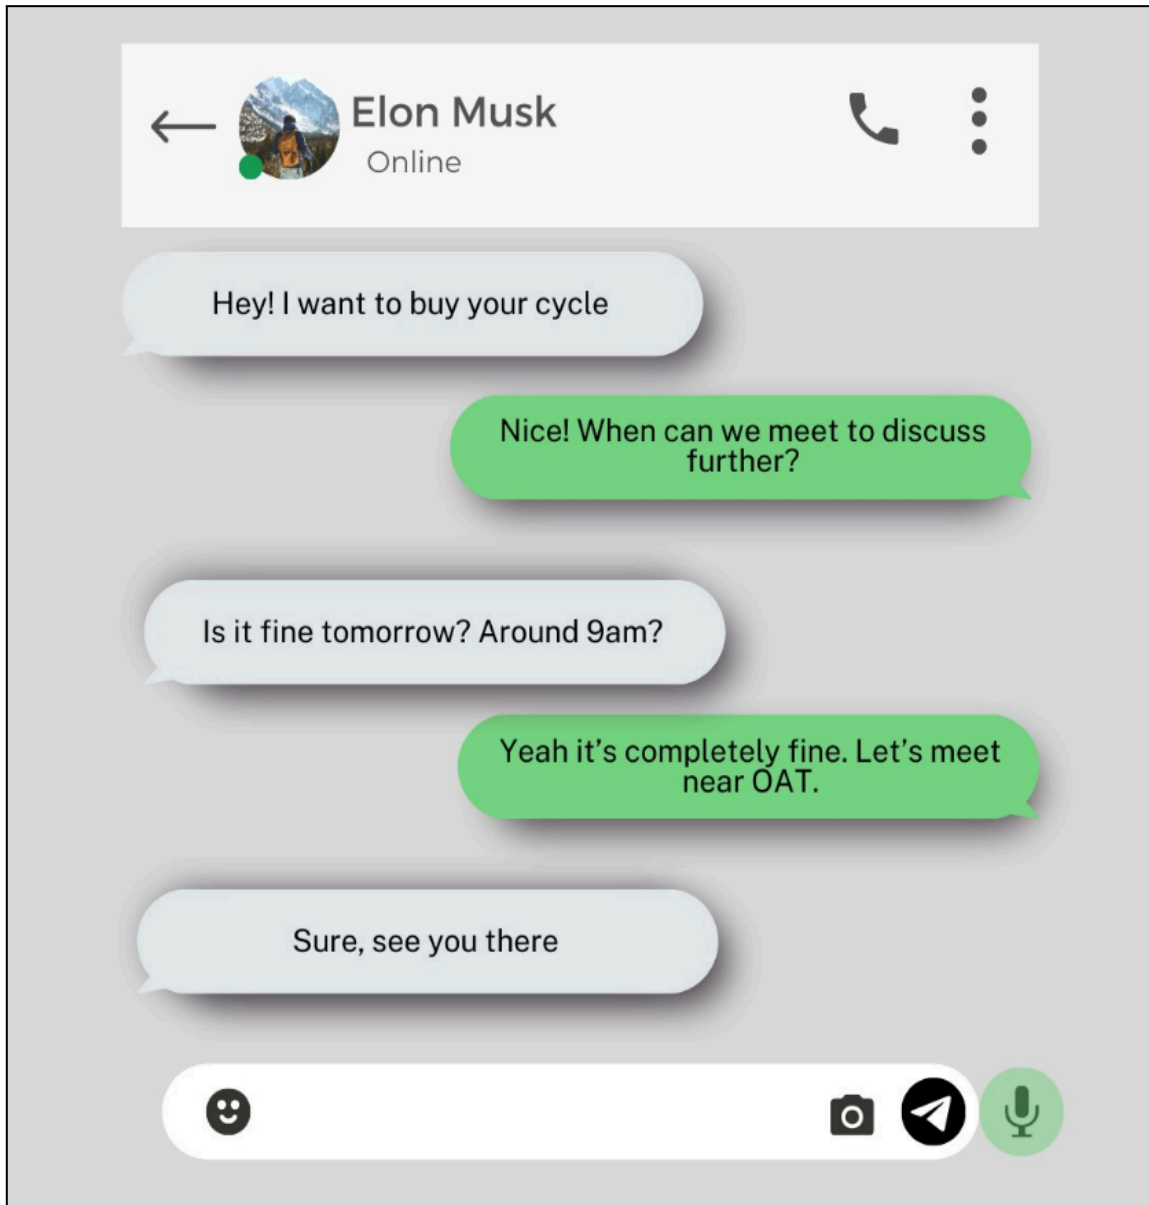 Elon Musk
Online
Hey! I want to buy your cycle
Nice! When can we meet to discuss
further?
Is it fine tomorrow? Around 9am?
Yeah it’s completely fine. Let’s meet
near OAT.
Sure, see you there